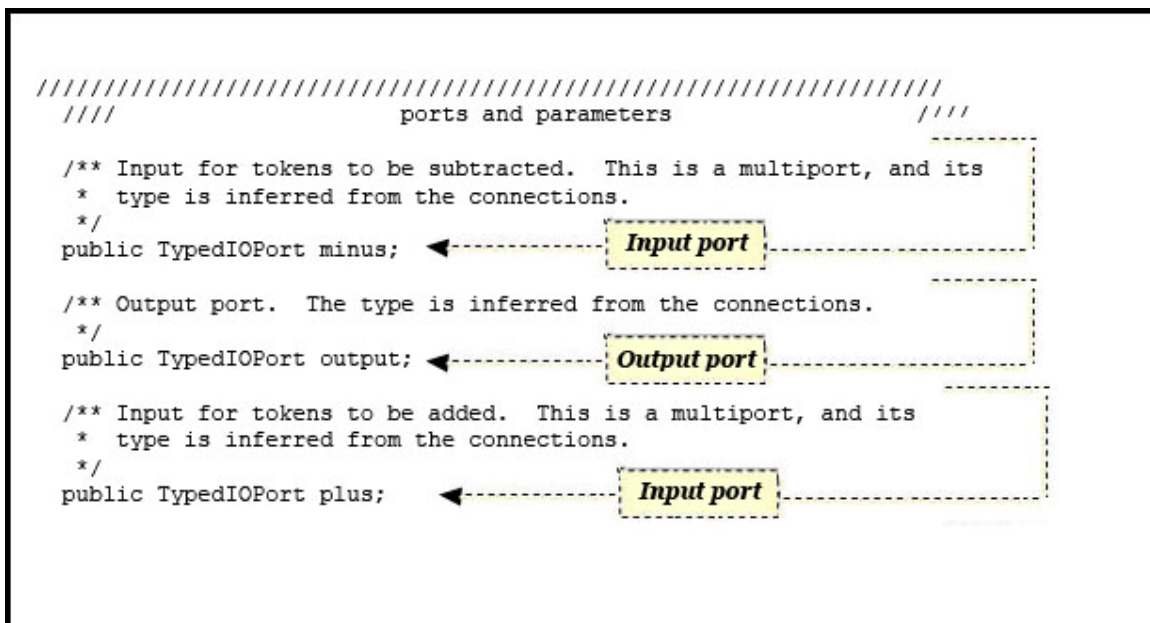 ///////////////////////////////////////////////////////////////////
//// ports and parameters ////
/** Input for tokens to be subtracted. This is a multiport, and its
* type is inferred from the connections.
*/
public TypedIOPort minus; Input port
/** Output port. The type is inferred from the connections.
*/
public TypedIOPort output; Output port
/** Input for tokens to be added. This is a multiport, and its
* type is inferred from the connections.
*/
public TypedIOPort plus; Input port